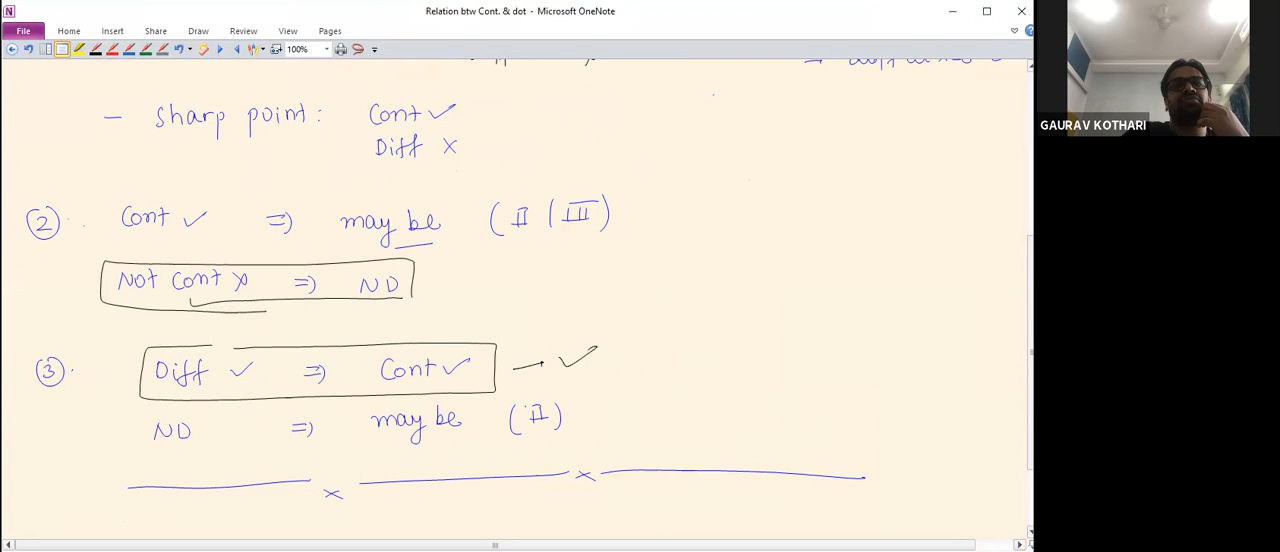 Relation btw Cont. & dot - Microsoft OneNote
File Home Insert Share Draw Review View Pages
100%
GAURAV KOTHARI
- Sharp point: Cont ✓
Diff X
② Cont ✓ ⇒ may be (II (III)
Not Cont X ⇒ ND
③ Diff ✓ ⇒ Cont ✓ → ✓
ND ⇒ may be (II)
x x